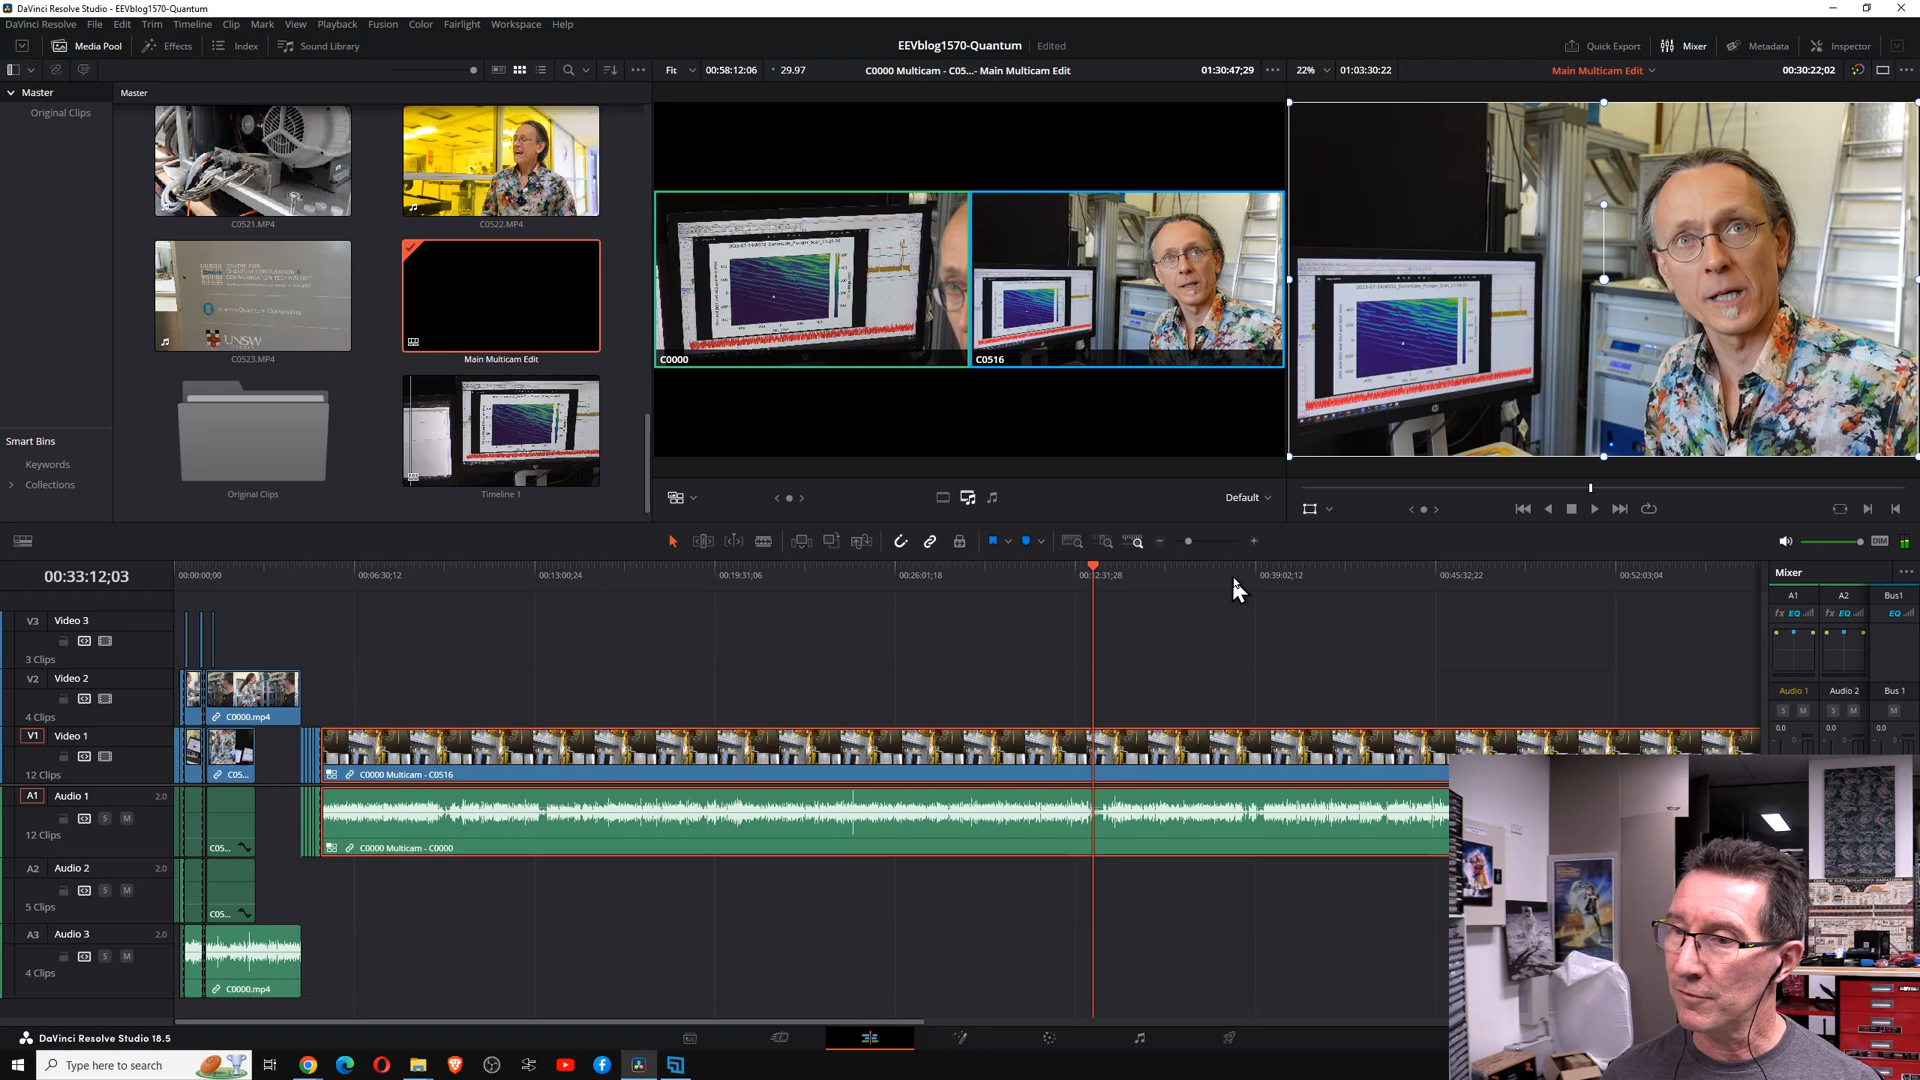 DaVinci Resolve Studio - EEVblog1570-Quantum
DaVinci Resolve File Edit Trim Timeline Clip Mark View Playback Fusion Color Fairlight Workspace Help
Media Pool Effects Index Sound Library
EEVblog1570-Quantum Edited
Quick Export Mixer Metadata Inspector
Fit 00:58:12:06 29.97 C0000 Multicam - C05...- Main Multicam Edit 01:30:47;29
22% 01:03:30:22 Main Multicam Edit 00:30:22;02
Master
Original Clips
Master
C0521.MP4
C0522.MP4
UNSW
C0523.MP4
Main Multicam Edit
Original Clips
Timeline 1
Smart Bins
Keywords
Collections
C0000
C0516
Default
DIM
00:33:12;03
00:00:00;00 00:06:30;12 00:13:00;24 00:19:31;06 00:26:01;18 00:32:31;28 00:39:02;12 00:45:32;22 00:52:03;04
V3 Video 3
3 Clips
V2 Video 2
4 Clips
C0000.mp4
V1 Video 1
12 Clips
C05...
C0000 Multicam - C0516
A1 Audio 1 2.0
S M
12 Clips
C05...
C0000 Multicam - C0000
A2 Audio 2 2.0
S M
5 Clips
C05...
A3 Audio 3 2.0
S M
4 Clips
C0000.mp4
Mixer
A1 A2 Bus1
fx EQ fx EQ EQ
Audio 1 Audio 2 Bus 1
S M S M M
0.0 0.0 0.0
DaVinci Resolve Studio 18.5
Type here to search